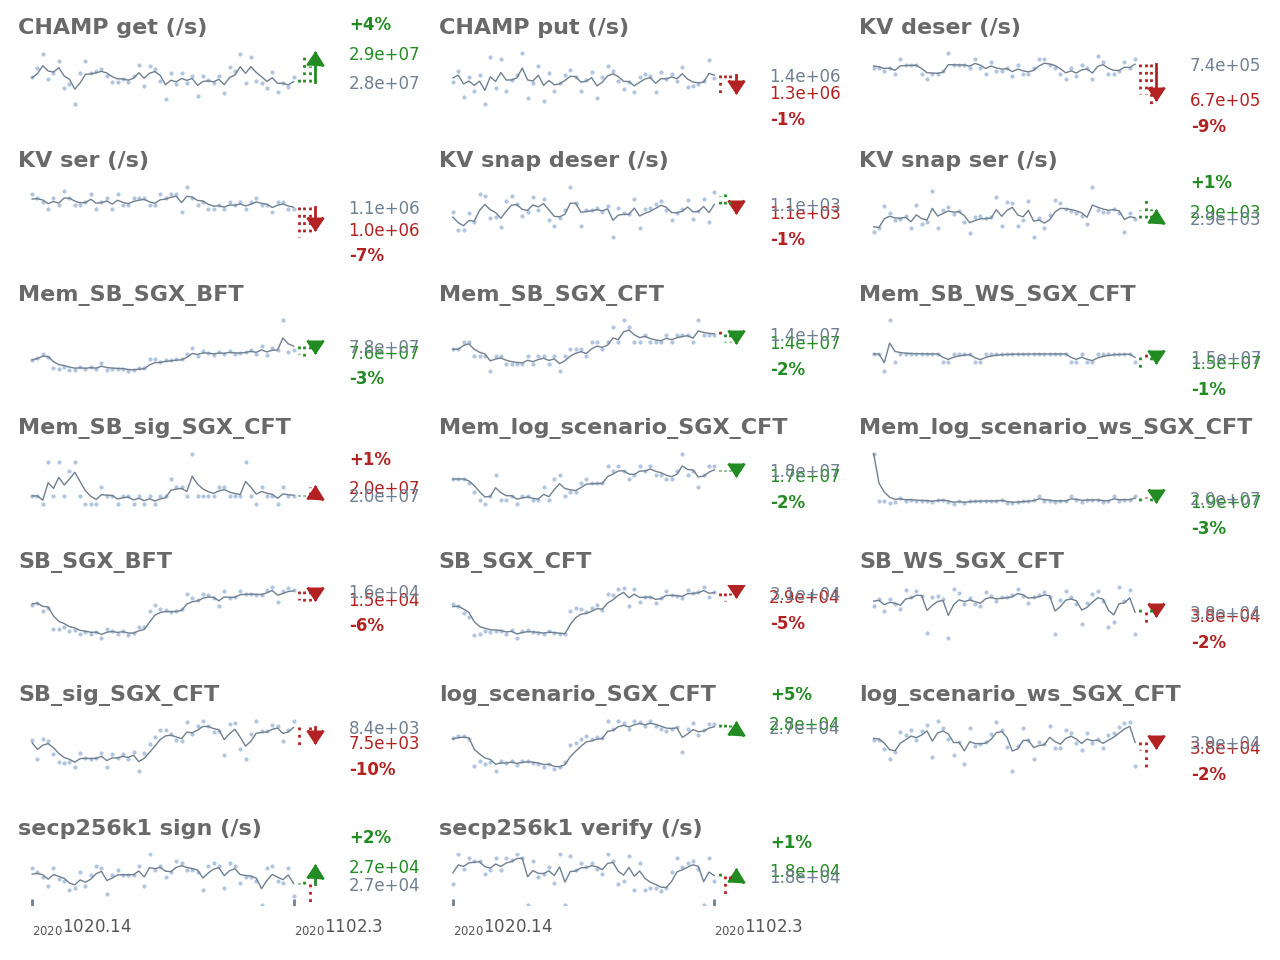 CHAMP get (/s)
+4%
2.9e+07
2.8e+07
CHAMP put (/s)
1.4e+06
1.3e+06
-1%
KV deser (/s)
7.4e+05
6.7e+05
-9%
KV ser (/s)
1.1e+06
1.0e+06
-7%
KV snap deser (/s)
1.1e+03
1.1e+03
-1%
KV snap ser (/s)
+1%
2.9e+03
2.9e+03
Mem_SB_SGX_BFT
7.8e+07
7.6e+07
-3%
Mem_SB_SGX_CFT
1.4e+07
1.4e+07
-2%
Mem_SB_WS_SGX_CFT
1.5e+07
1.5e+07
-1%
Mem_SB_sig_SGX_CFT
+1%
2.0e+07
2.0e+07
Mem_log_scenario_SGX_CFT
1.8e+07
1.7e+07
-2%
Mem_log_scenario_ws_SGX_CFT
2.0e+07
1.9e+07
-3%
SB_SGX_BFT
1.6e+04
1.5e+04
-6%
SB_SGX_CFT
3.1e+04
2.9e+04
-5%
SB_WS_SGX_CFT
3.8e+04
3.8e+04
-2%
SB_sig_SGX_CFT
8.4e+03
7.5e+03
-10%
log_scenario_SGX_CFT
+5%
2.8e+04
2.7e+04
log_scenario_ws_SGX_CFT
3.9e+04
3.8e+04
-2%
secp256k1 sign (/s)
+2%
2.7e+04
2.7e+04
secp256k1 verify (/s)
+1%
1.8e+04
1.8e+04
20201020.14
20201102.3
20201020.14
20201102.3